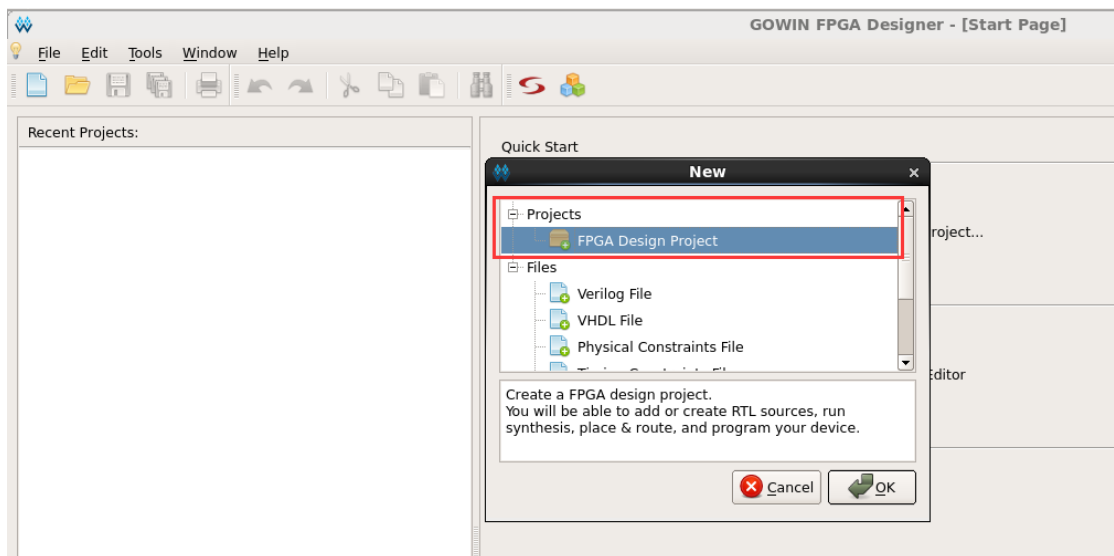 GOWIN FPGA Designer - [Start Page]
File Edit Tools Window Help
Recent Projects:
Quick Start
New
Projects
FPGA Design Project
roject...
Files
Verilog File
VHDL File
Physical Constraints File
Editor
Create a FPGA design project.
You will be able to add or create RTL sources, run
synthesis, place & route, and program your device.
Cancel OK